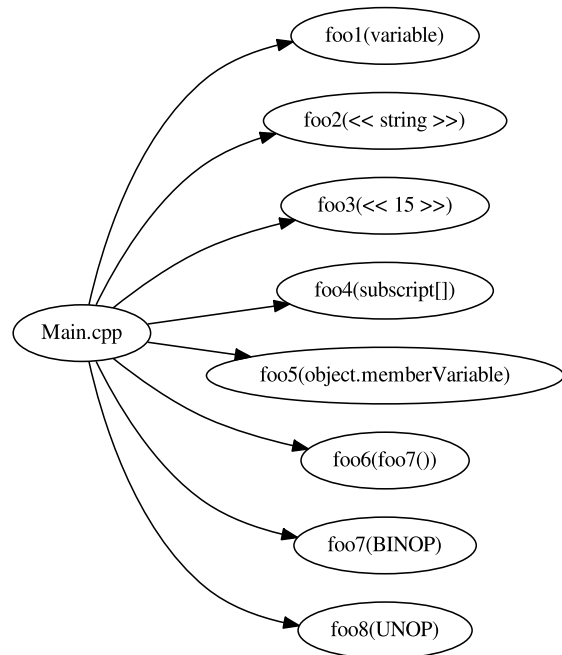 foo1(variable)
foo2(<< string >>)
foo3(<< 15 >>)
foo4(subscript[])
Main.cpp
foo5(object.memberVariable)
foo6(foo7())
foo7(BINOP)
foo8(UNOP)